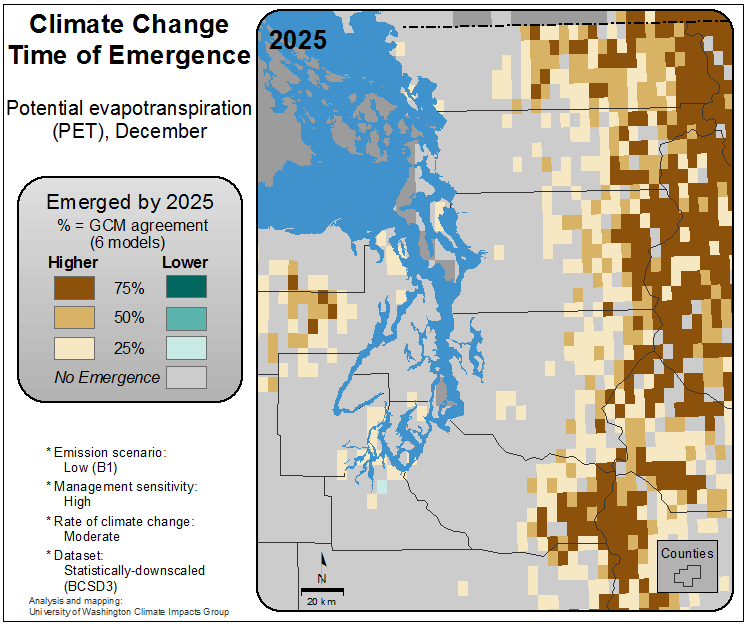 Climate Change
Time of Emergence
Potential evapotranspiration
(PET), December
Emerged by 2025
% = GCM agreement
(6 models)
Higher Lower
75%
50%
25%
No Emergence
* Emission scenario:
Low (B1)
* Management sensitivity:
High
* Rate of climate change:
Moderate
* Dataset:
Statistically-downscaled
(BCSD3)
Analysis and mapping:
University of Washington Climate Impacts Group
2025
N
20 km
Counties